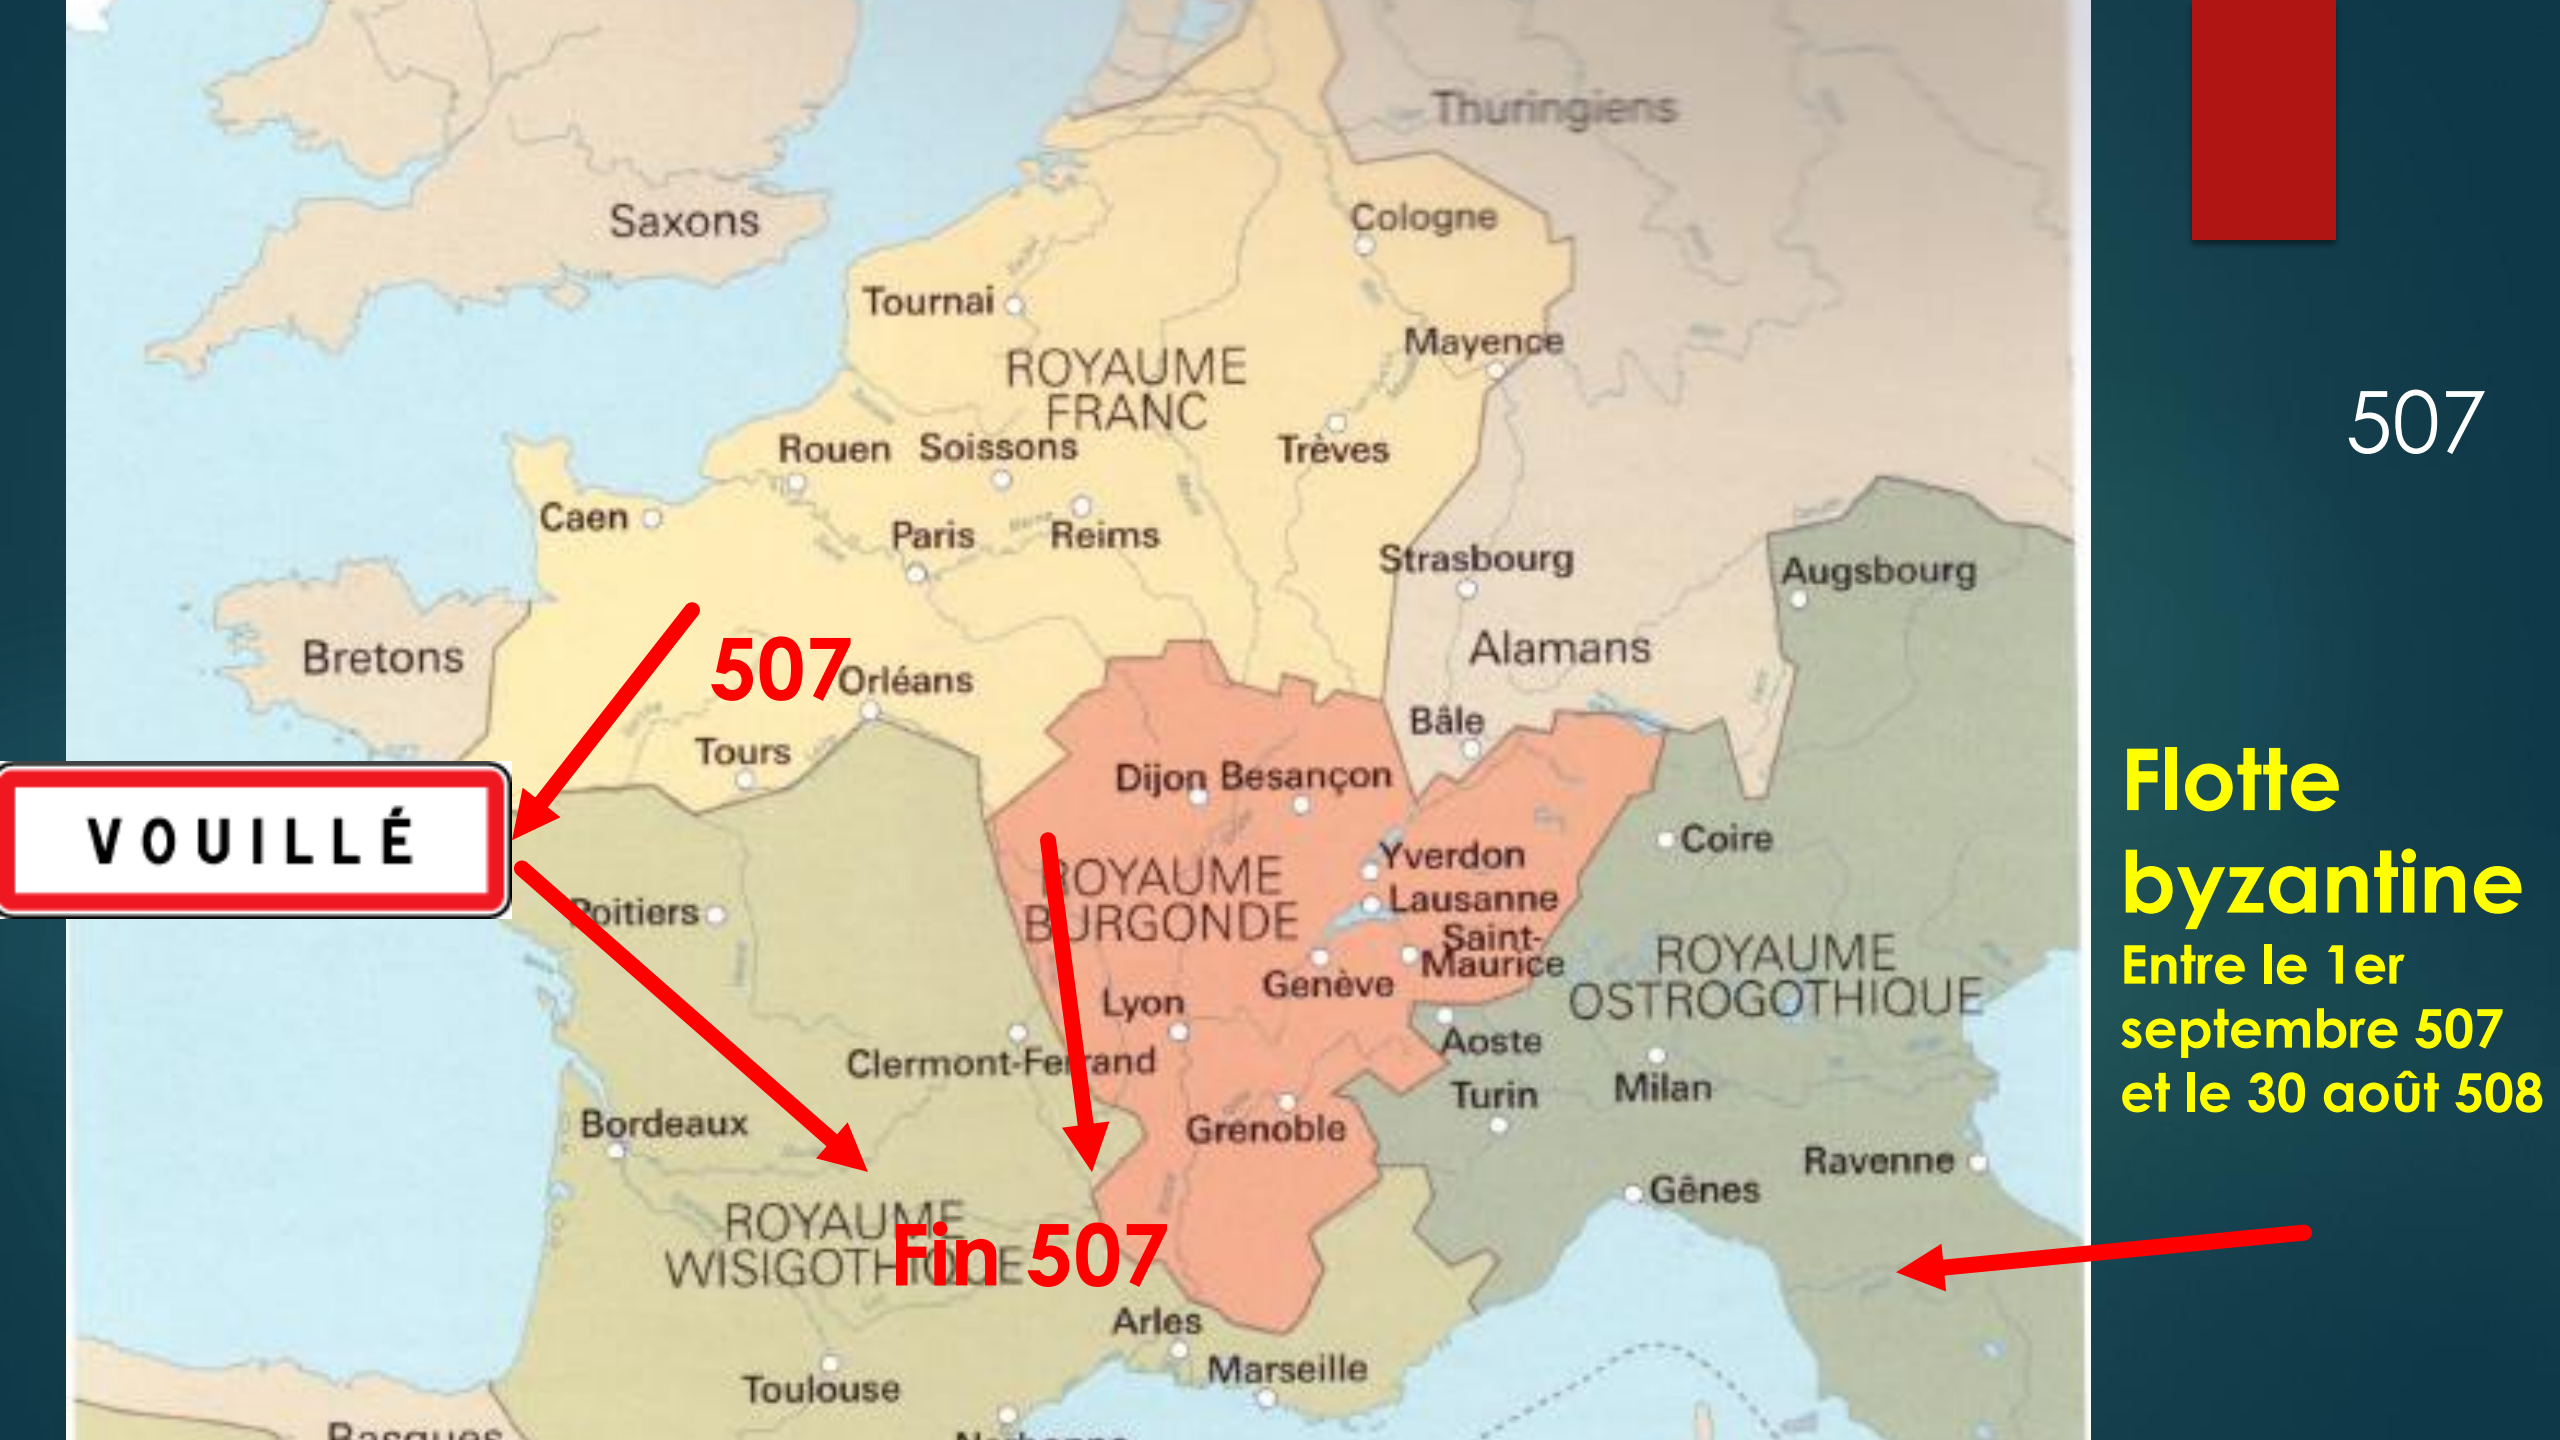 Thuringiens
Saxons
Cologne
Tournai
Mayence
ROYAUME
FRANC
507
Rouen
Soissons
Trèves
Caen
Paris
Reims
Strasbourg
Augsbourg
Bretons
507
Orléans
Alamans
Bâle
Tours
Dijon
Besançon
Flotte
byzantine
Entre le 1er
septembre 507
et le 30 août 508
VOUILLÉ
Coire
Yverdon
ROYAUME
BURGONDE
Lausanne
Poitiers
Saint-
Maurice
ROYAUME
OSTROGOTHIQUE
Genève
Lyon
Aoste
Clermont-Ferrand
Turin
Milan
Bordeaux
Grenoble
Ravenne
Gênes
ROYAUME
WISIGOTHIQUE
Fin 507
Arles
Marseille
Toulouse
Basques
Narbonne